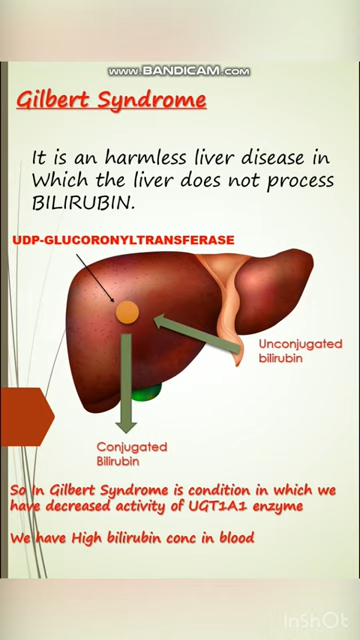 www.BANDICAM.com
Gilbert Syndrome
It is an harmless liver disease in
Which the liver does not process
BILIRUBIN.
UDP-GLUCORONYLTRANSFERASE
Unconjugated
bilirubin
Conjugated
Bilirubin
So In Gilbert Syndrome is condition in which we
have decreased activity of UGT1A1 enzyme
We have High bilirubin conc in blood
InShOt